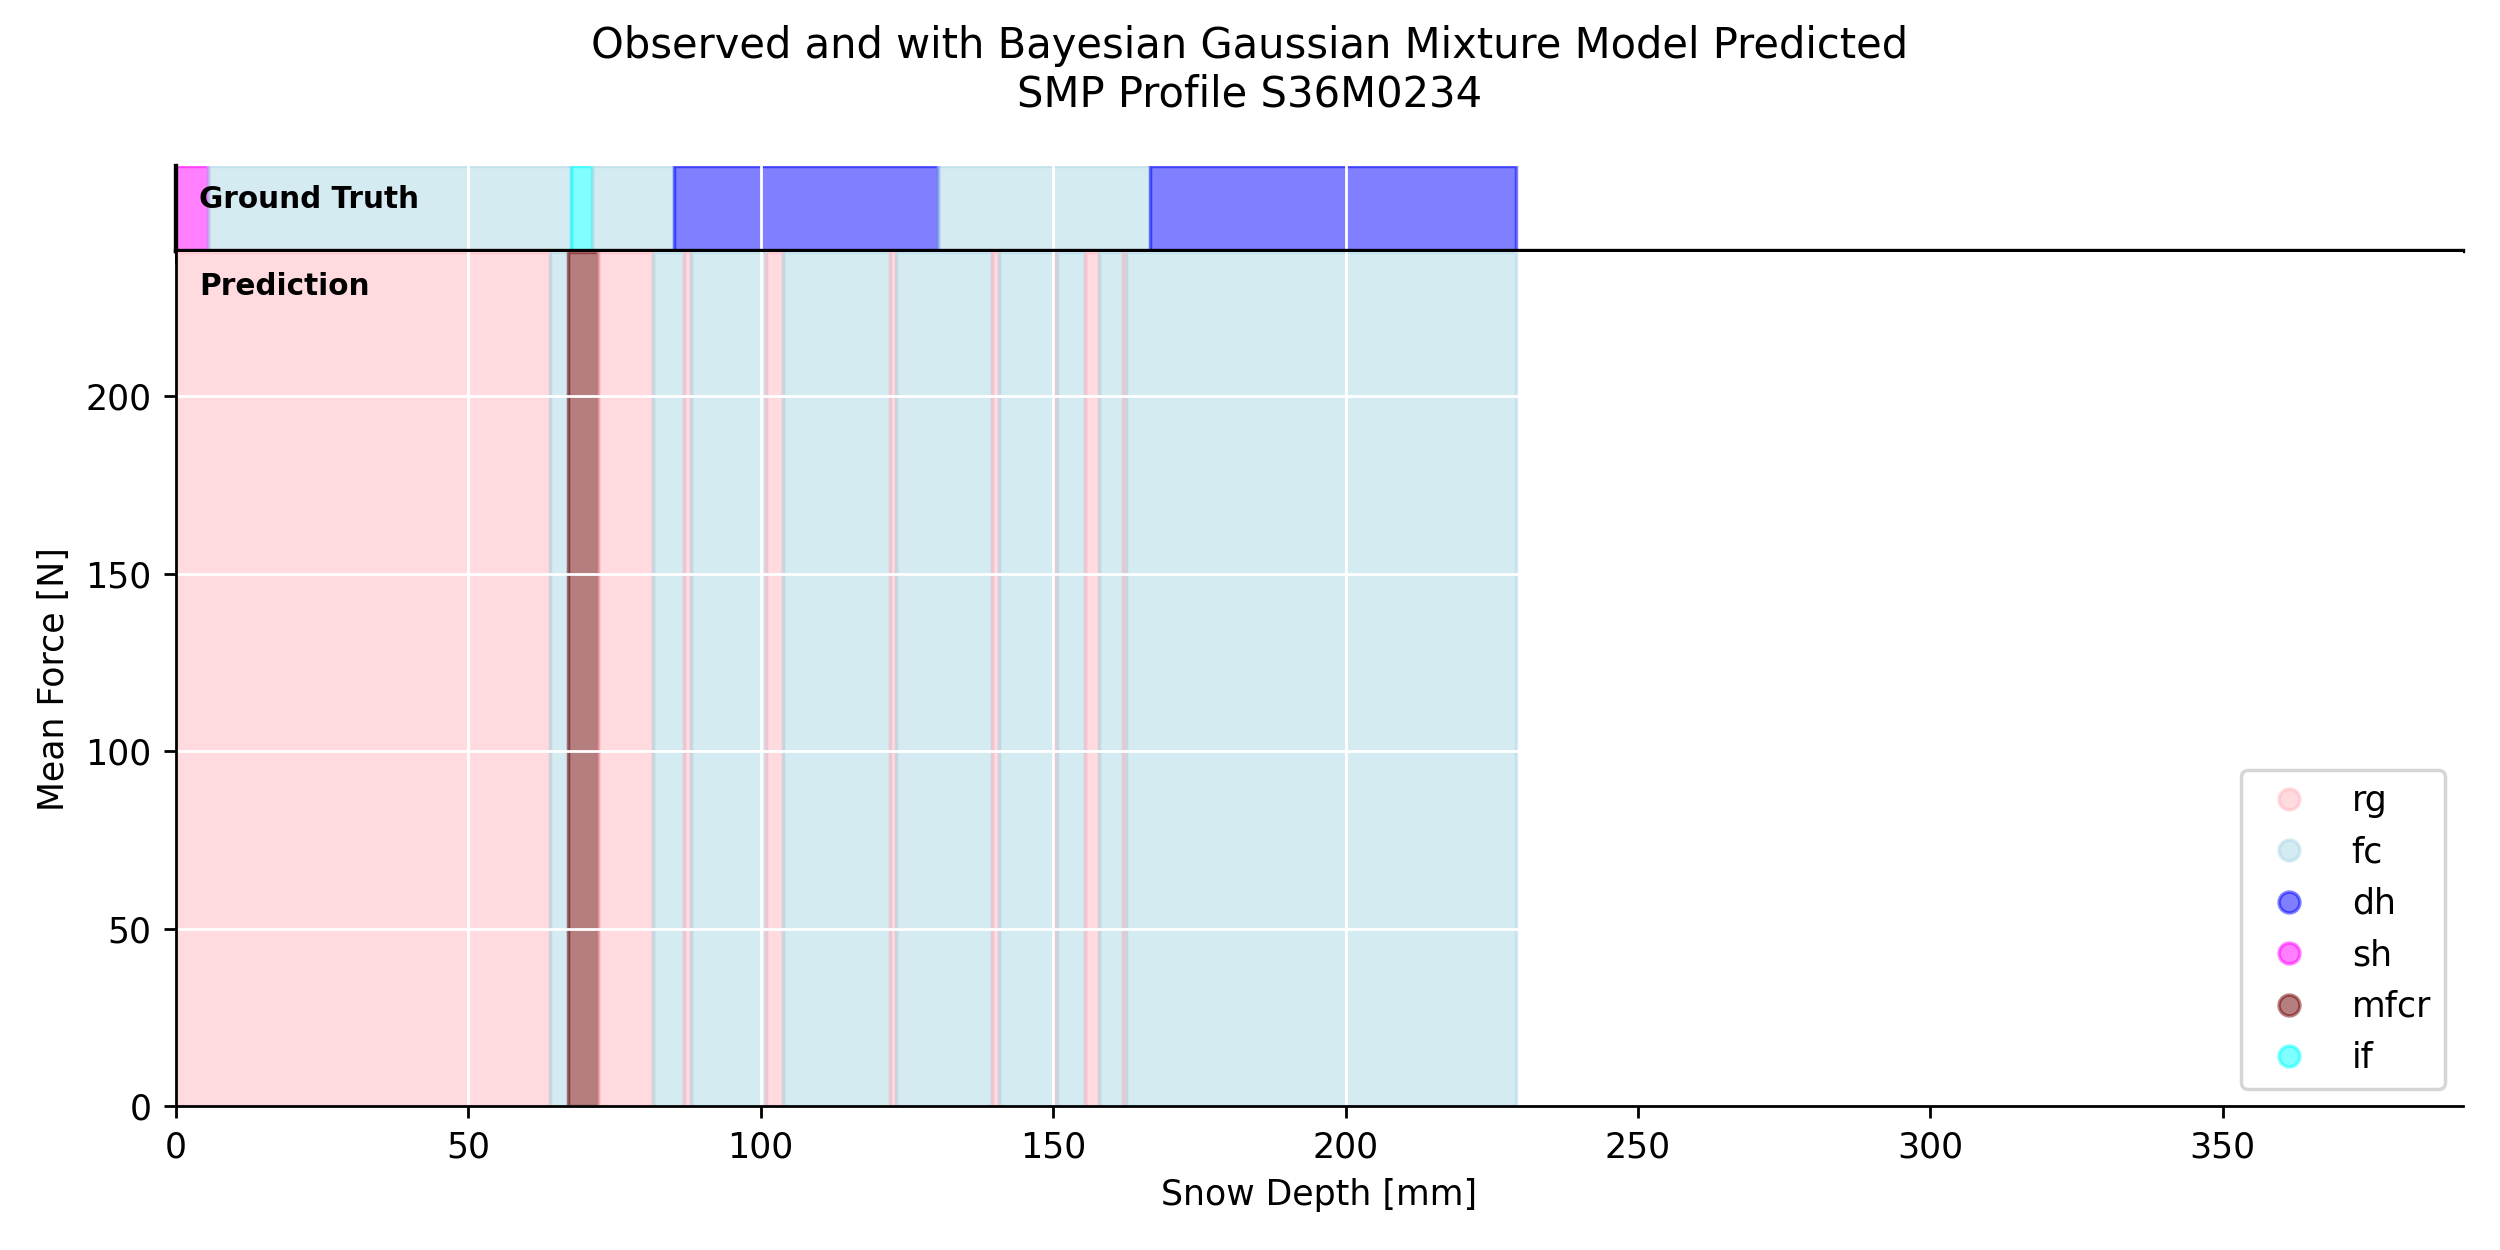 Observed and with Bayesian Gaussian Mixture Model Predicted
SMP Profile S36M0234
Ground Truth
Prediction
200
150
100
50
0
Mean Force [N]
0 50 100 150 200 250 300 350
Snow Depth [mm]
rg
fc
dh
sh
mfcr
if